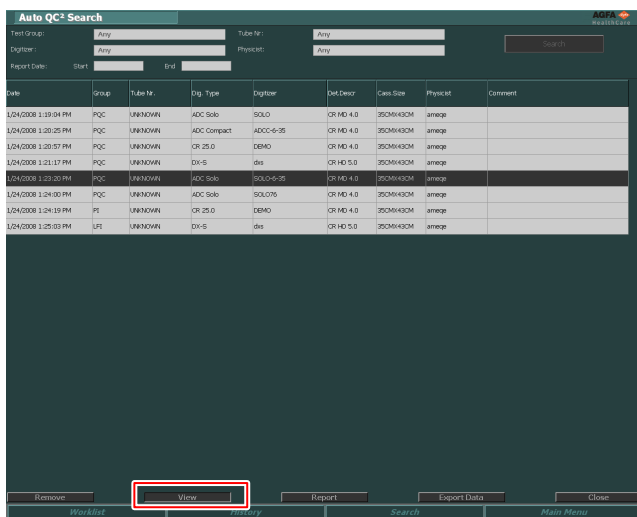 Auto QC² Search
AGFA
HealthCare
Test Group: Any Tube Nr: Any
Digitizer: Any Physicist: Any
Search
Report Date: Start End
Date Group Tube Nr. Dig. Type Digitizer Det.Descr Cass.Size Physicist Comment
1/24/2008 1:19:04 PM PQC UNKNOWN ADC Solo SOLO CR MD 4.0 35CMX43CM ameqe
1/24/2008 1:20:25 PM PQC UNKNOWN ADC Compact ADCC-6-35 CR MD 4.0 35CMX43CM ameqe
1/24/2008 1:20:57 PM PQC UNKNOWN CR 25.0 DEMO CR MD 4.0 35CMX43CM ameqe
1/24/2008 1:21:17 PM PQC UNKNOWN DX-S dxs CR HD 5.0 35CMX43CM ameqe
1/24/2008 1:23:20 PM PQC UNKNOWN ADC Solo SOLO-6-35 CR MD 4.0 35CMX43CM ameqe
1/24/2008 1:24:00 PM PQC UNKNOWN ADC Solo SOLO76 CR MD 4.0 35CMX43CM ameqe
1/24/2008 1:24:19 PM PI UNKNOWN CR 25.0 DEMO CR MD 4.0 35CMX43CM ameqe
1/24/2008 1:25:03 PM LFI UNKNOWN DX-S dxs CR HD 5.0 35CMX43CM ameqe
Remove View Report Export Data Close
Worklist History Search Main Menu